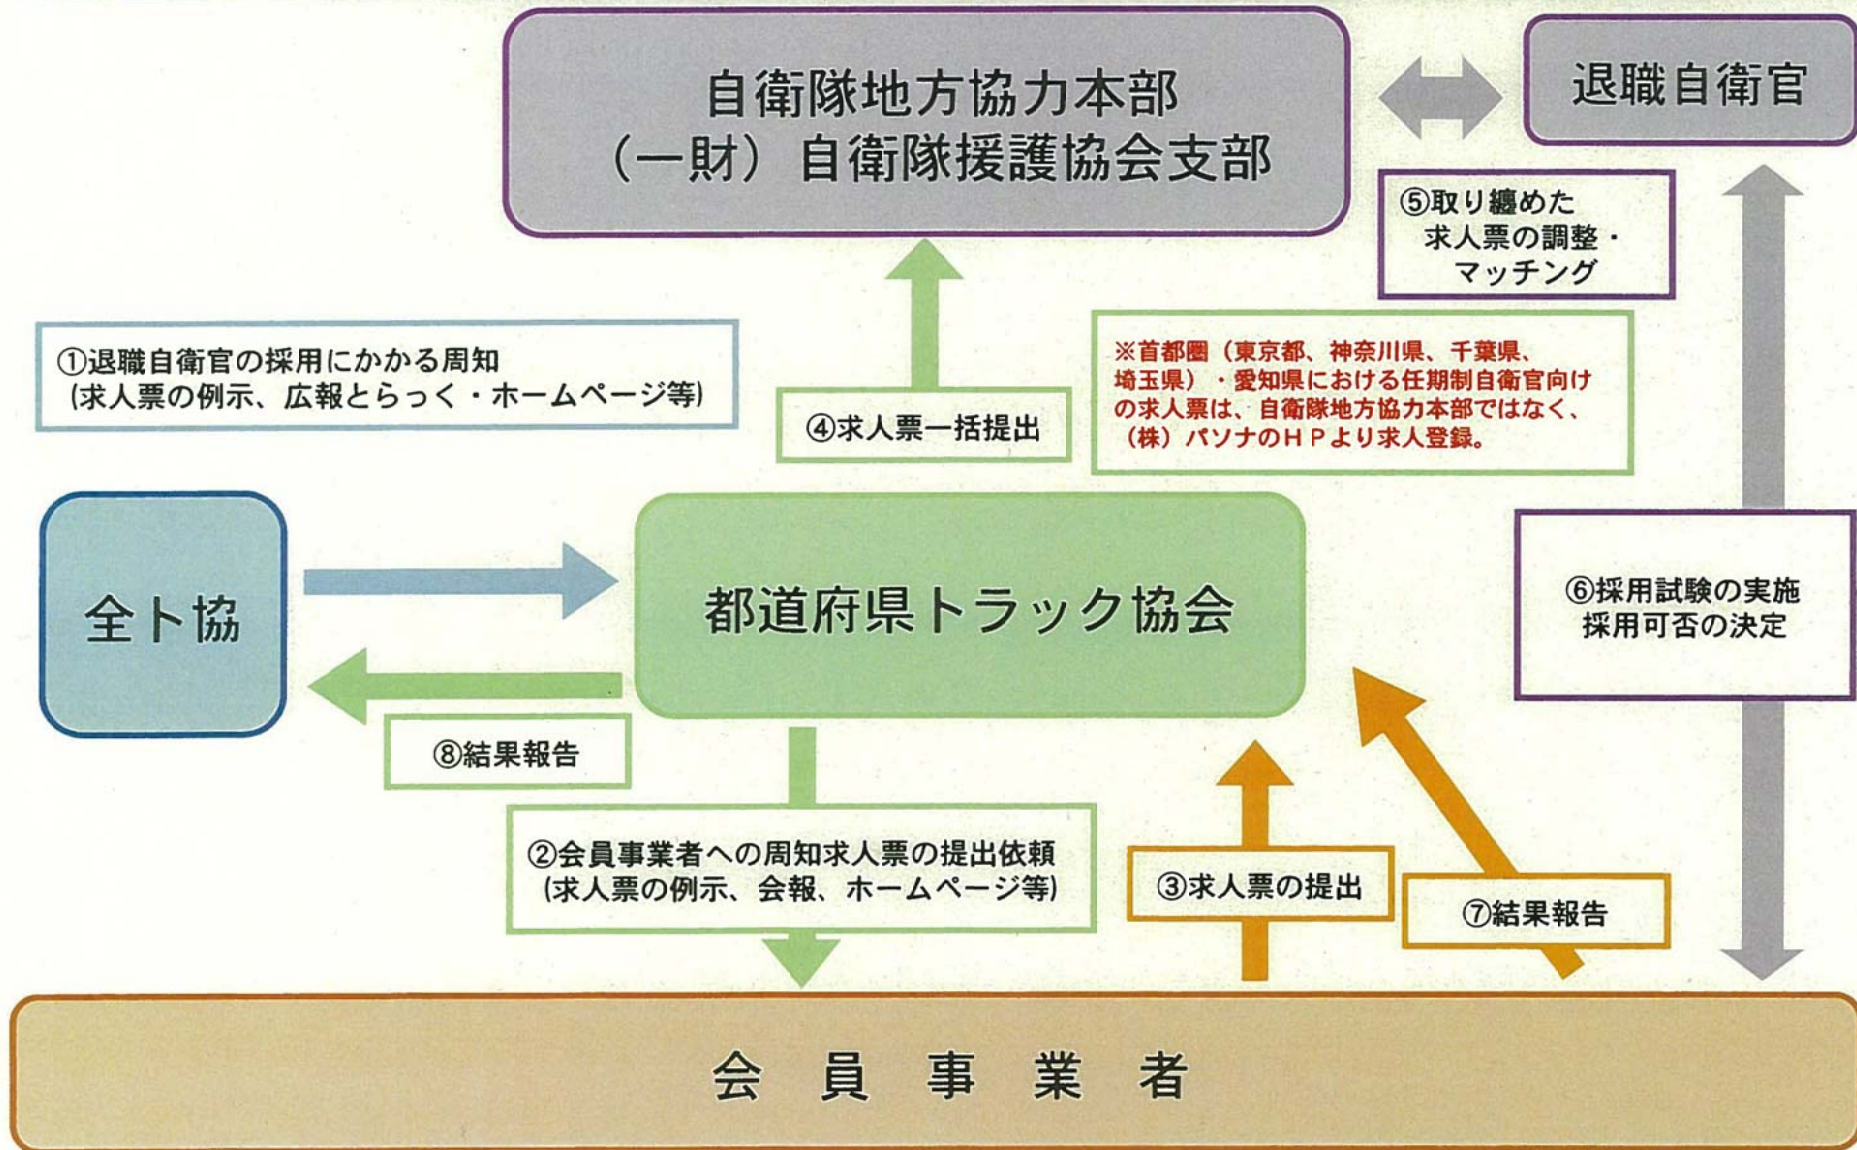 自衛隊地方協力本部
（一財）自衛隊援護協会支部
退職自衛官
⑤取り纏めた
求人票の調整・
マッチング
①退職自衛官の採用にかかる周知
(求人票の例示、広報とらっく・ホームページ等)
④求人票一括提出
※首都圏（東京都、神奈川県、千葉県、
埼玉県）・愛知県における任期制自衛官向け
の求人票は、自衛隊地方協力本部ではなく、
（株）パソナのＨＰより求人登録。
全ト協
都道府県トラック協会
⑥採用試験の実施
採用可否の決定
⑧結果報告
②会員事業者への周知求人票の提出依頼
(求人票の例示、会報、ホームページ等)
③求人票の提出
⑦結果報告
会員事業者